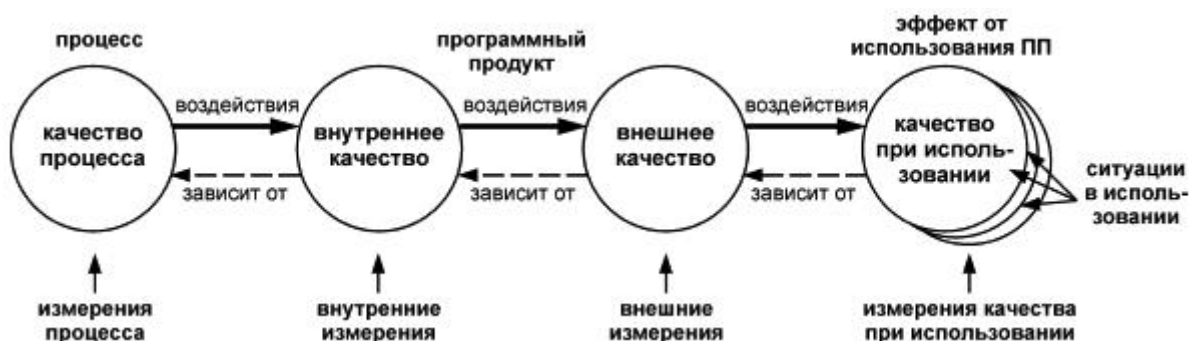 процесс
программный
продукт
эффект от
использования ПП
воздействия
воздействия
воздействия
качество
процесса
внутреннее
качество
внешнее
качество
качество
при исполь-
зовании
зависит от
зависит от
зависит от
ситуации
в исполь-
зовании
измерения
процесса
внутренние
измерения
внешние
измерения
измерения качества
при использовании